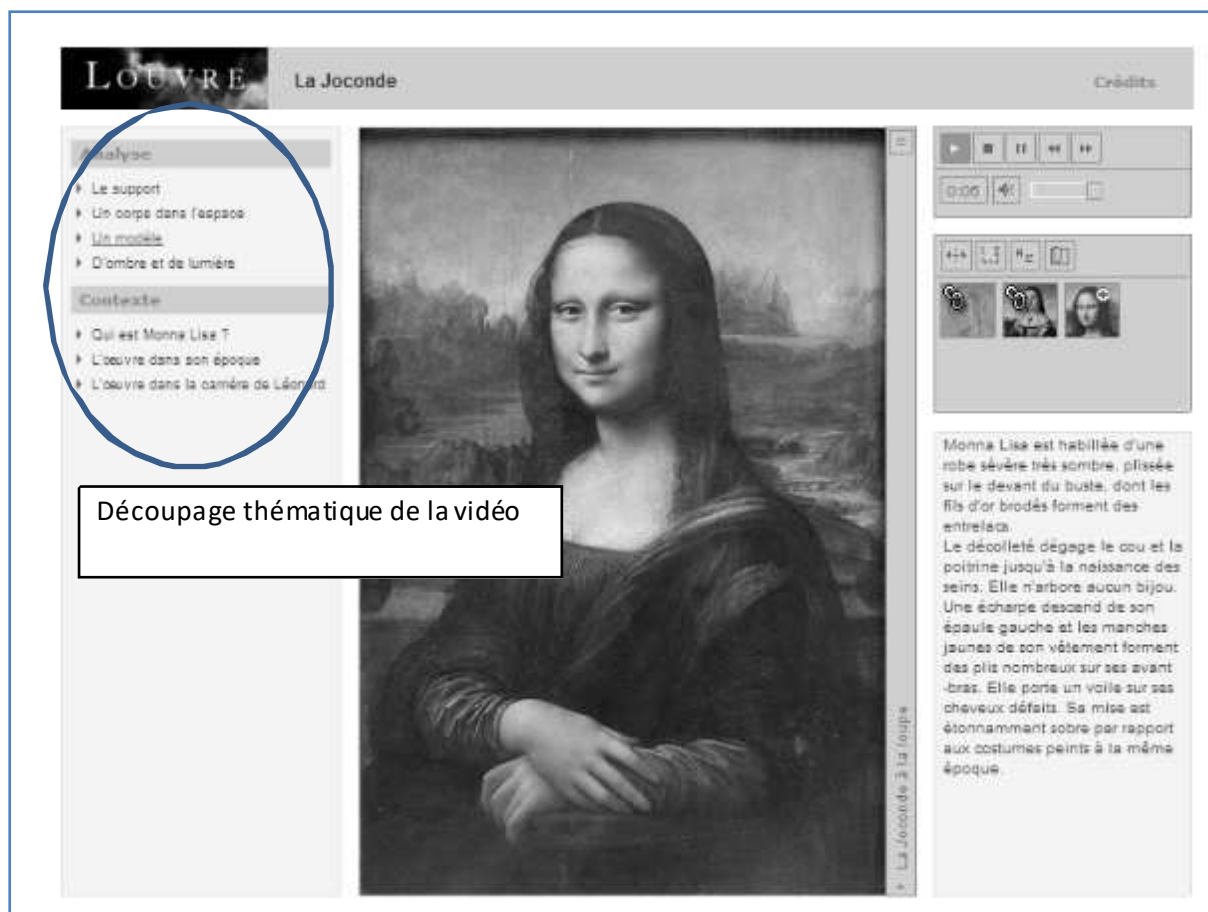 LOUVRE
La Joconde
Crédits
Analyse
Le support
Un corps dans l'espace
Un modèle
D'ombre et de lumière
Contexte
Qui est Monna Lisa ?
L'œuvre dans son époque
L'œuvre dans la carrière de Léonard
Découpage thématique de la vidéo
La Joconde à la loupe
0:06
Monna Lisa est habillée d'une
robe sévère très sombre, plissée
sur le devant du buste, dont les
fils d'or brodés forment des
entrelacs.
Le décolleté dégage le cou et la
poitrine jusqu'à la naissance des
seins. Elle n'arbore aucun bijou.
Une écharpe descend de son
épaule gauche et les manches
jaunes de son vêtement forment
des plis nombreux sur ses avant
-bras. Elle porte un voile sur ses
cheveux défaits. Sa mise est
étonnamment sobre par rapport
aux costumes peints à la même
époque.